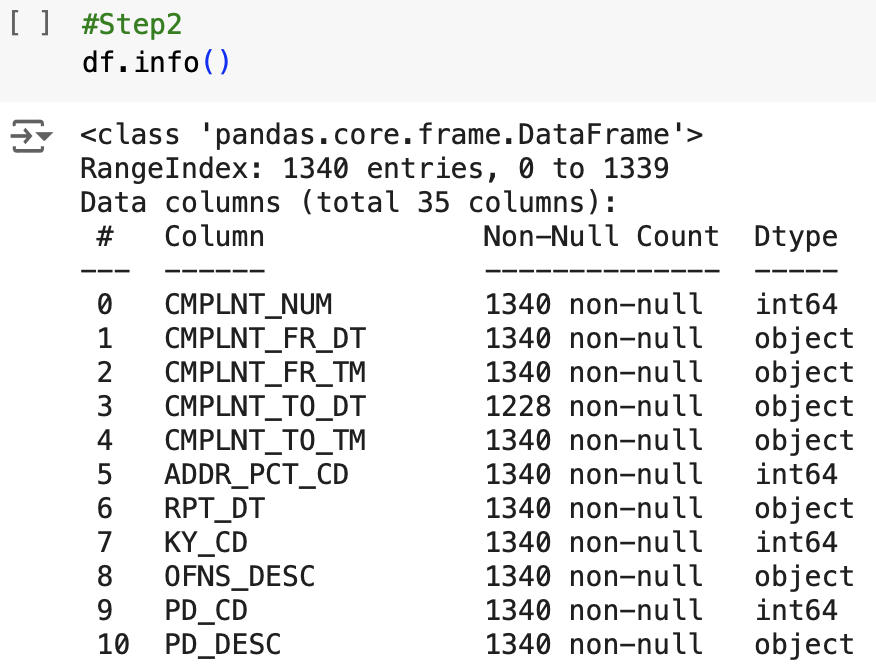 [ ] #Step2
df.info()
<class 'pandas.core.frame.DataFrame'>
RangeIndex: 1340 entries, 0 to 1339
Data columns (total 35 columns):
 #   Column             Non-Null Count  Dtype
---  ------             --------------  -----
 0   CMPLNT_NUM         1340 non-null   int64
 1   CMPLNT_FR_DT       1340 non-null   object
 2   CMPLNT_FR_TM       1340 non-null   object
 3   CMPLNT_TO_DT       1228 non-null   object
 4   CMPLNT_TO_TM       1340 non-null   object
 5   ADDR_PCT_CD        1340 non-null   int64
 6   RPT_DT             1340 non-null   object
 7   KY_CD              1340 non-null   int64
 8   OFNS_DESC          1340 non-null   object
 9   PD_CD              1340 non-null   int64
 10  PD_DESC            1340 non-null   object